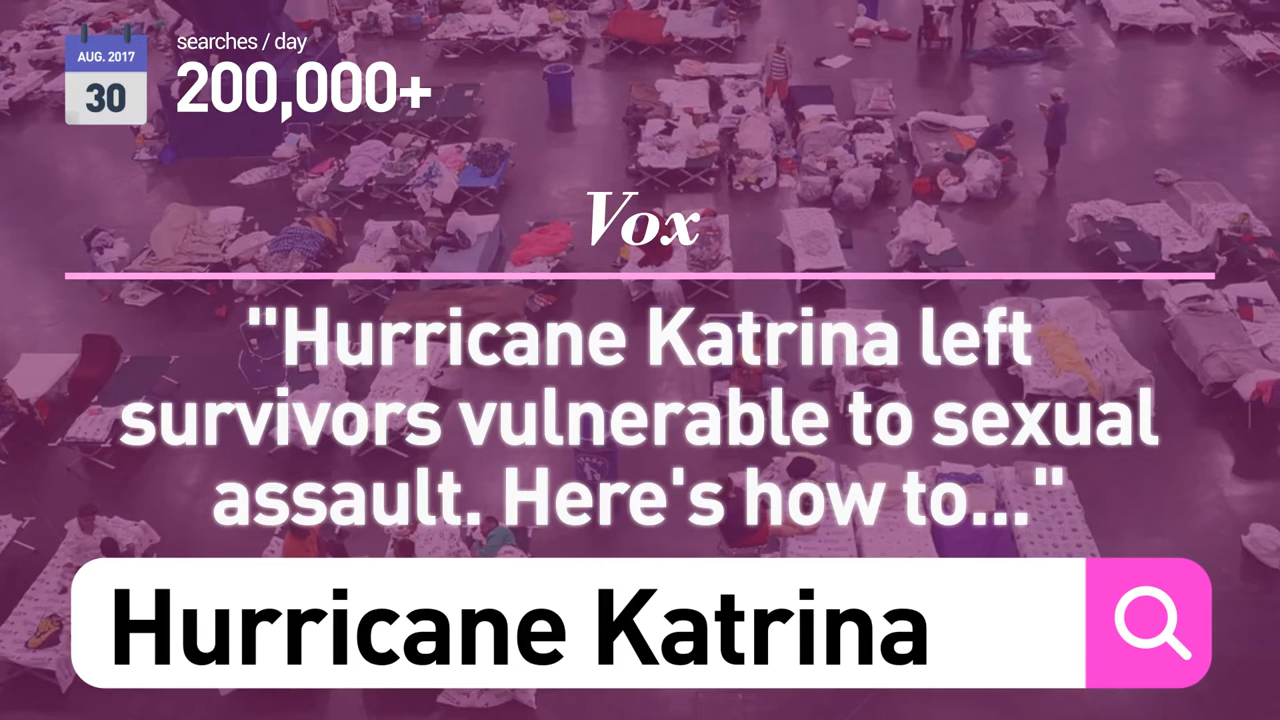 AUG. 2017
30
searches / day
200,000+
Vox
"Hurricane Katrina left
survivors vulnerable to sexual
assault. Here's how to..."
Hurricane Katrina